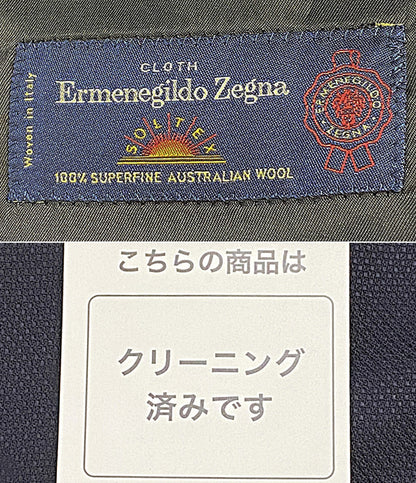 CLOTH
Ermenegildo Zegna
Woven in Italy
SOLTEX
100% SUPERFINE AUSTRALIAN WOOL
ERMENEGILDO
ZEGNA
こちらの商品は
クリーニング
済みです